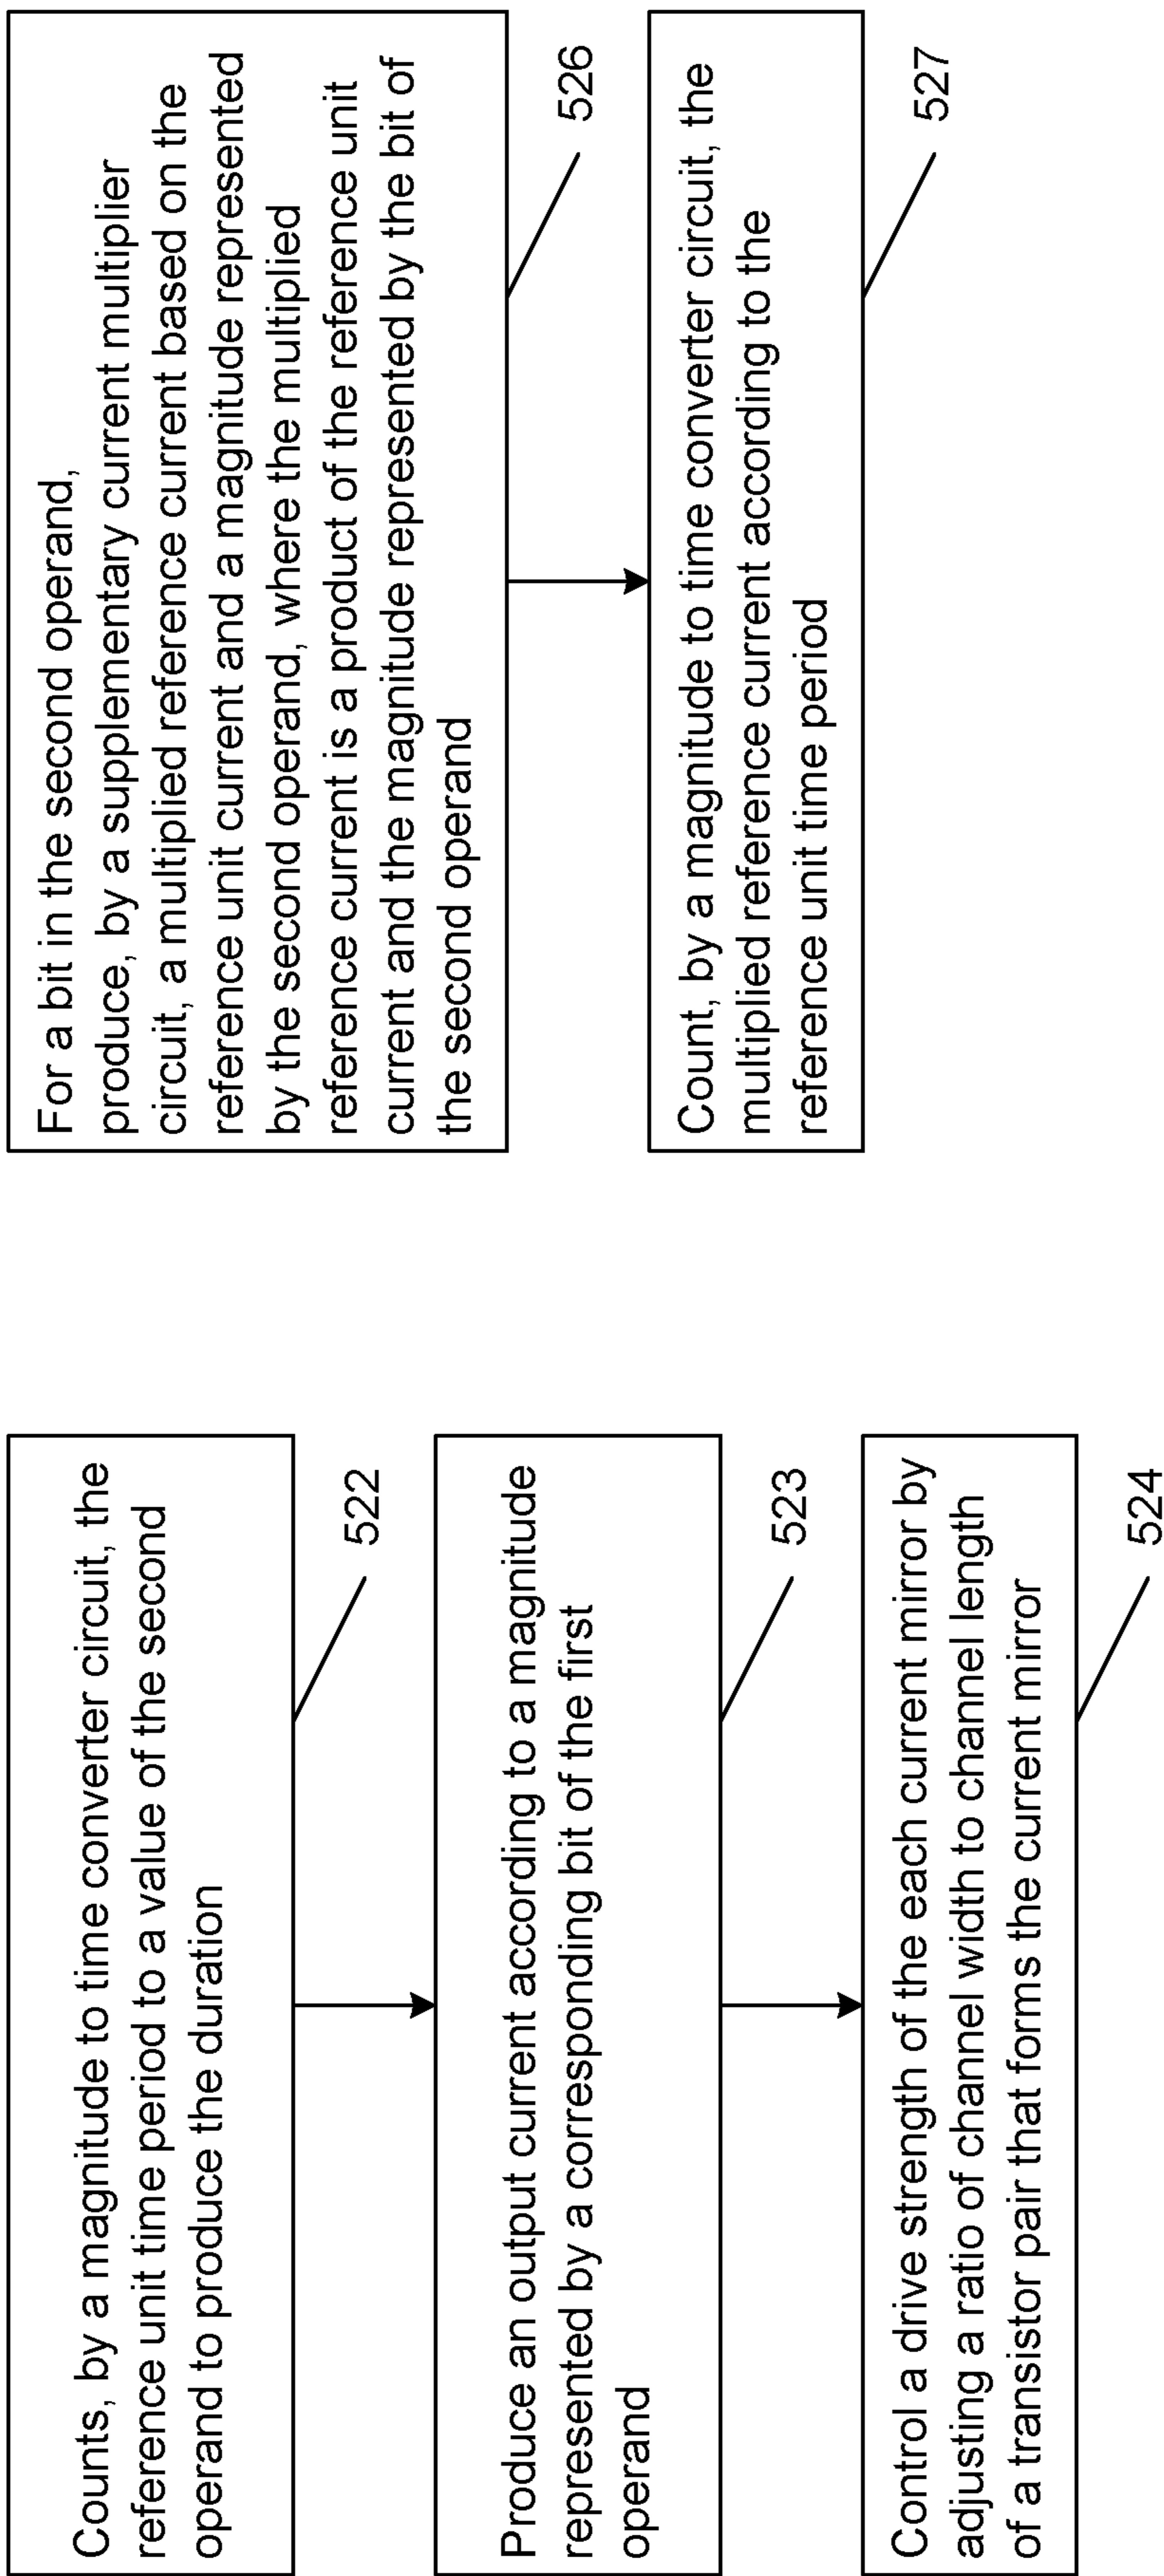 Counts, by a magnitude to time converter circuit, the
reference unit time period to a value of the second
operand to produce the duration
522
Produce an output current according to a magnitude
represented by a corresponding bit of the first
operand
523
Control a drive strength of the each current mirror by
adjusting a ratio of channel width to channel length
of a transistor pair that forms the current mirror
524
For a bit in the second operand,
produce, by a supplementary current multiplier
circuit, a multiplied reference current based on the
reference unit current and a magnitude represented
by the second operand, where the multiplied
reference current is a product of the reference unit
current and the magnitude represented by the bit of
the second operand
526
Count, by a magnitude to time converter circuit, the
multiplied reference current according to the
reference unit time period
527